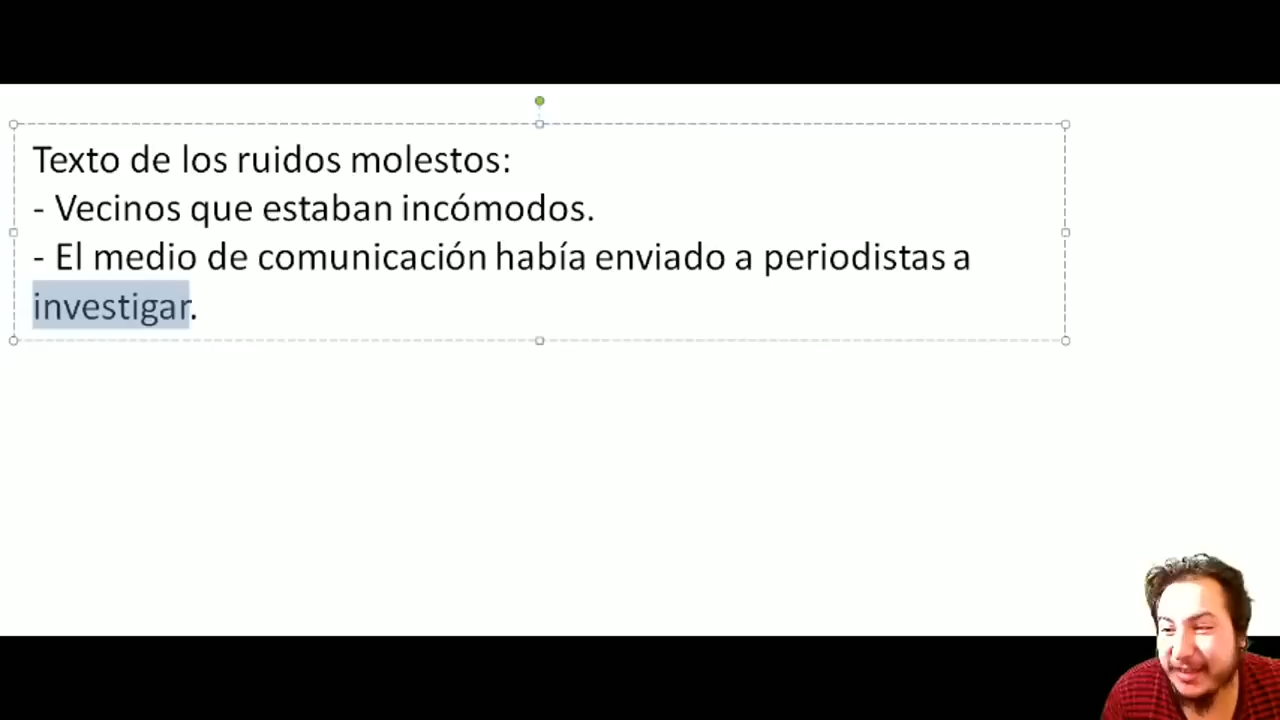 Texto de los ruidos molestos:
- Vecinos que estaban incómodos.
- El medio de comunicación había enviado a periodistas a
investigar.